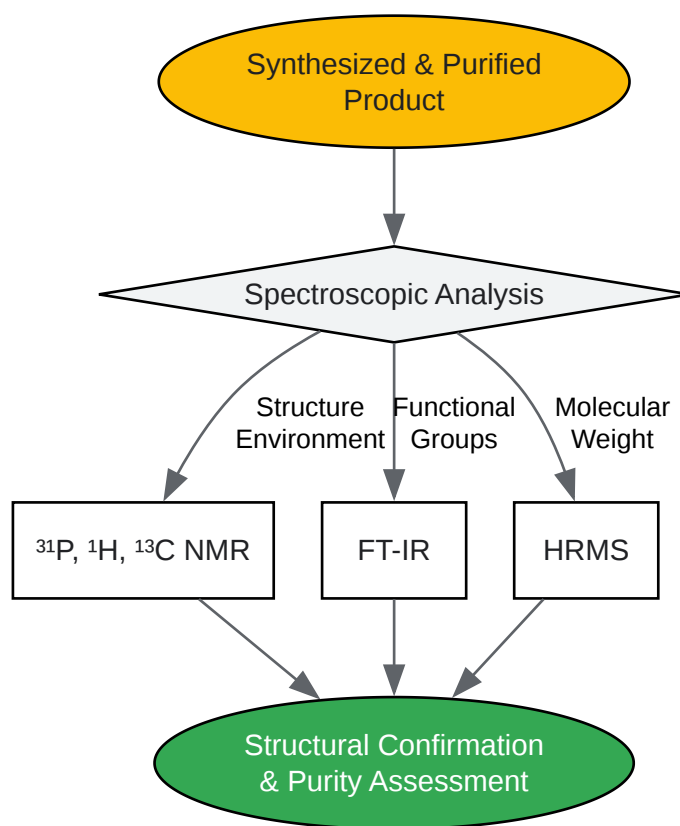 Synthesized & Purified
Product
Spectroscopic Analysis
Structure
Environment
Functional
Groups
Molecular
Weight
³¹P, ¹H, ¹³C NMR
FT-IR
HRMS
Structural Confirmation
& Purity Assessment